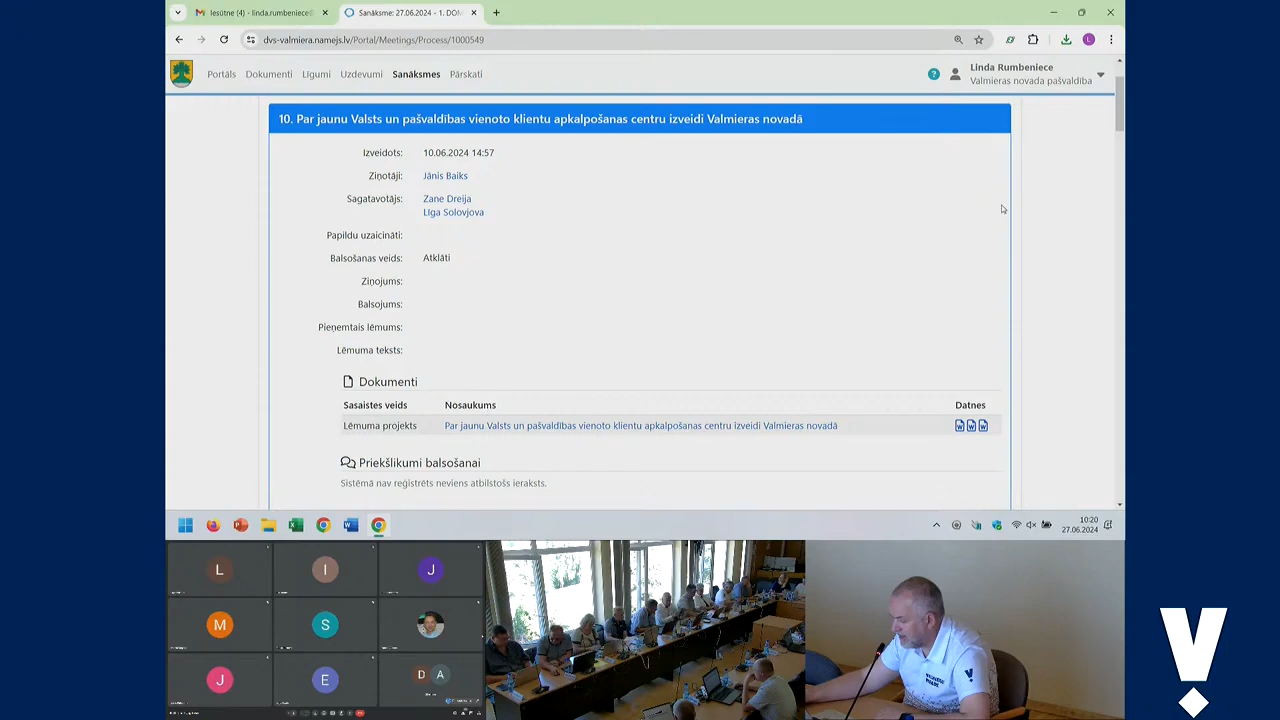 Iesūtne (4) - linda.rumbeniece@
Sanāksme: 27.06.2024 - 1. DOM
dvs-valmiera.namejs.lv/Portal/Meetings/Process/1000549
L
Portāls Dokumenti Līgumi Uzdevumi Sanāksmes Pārskati
?
Linda Rumbeniece
Valmieras novada pašvaldība
10. Par jaunu Valsts un pašvaldības vienoto klientu apkalpošanas centru izveidi Valmieras novadā
Izveidots: 10.06.2024 14:57
Ziņotāji: Jānis Baiks
Sagatavotājs: Zane Dreija
Līga Solovjova
Papildu uzaicināti:
Balsošanas veids: Atklāti
Ziņojums:
Balsojums:
Pieņemtais lēmums:
Lēmuma teksts:
Dokumenti
Sasaistes veids Nosaukums Datnes
Lēmuma projekts Par jaunu Valsts un pašvaldības vienoto klientu apkalpošanas centru izveidi Valmieras novadā
Priekšlikumi balsošanai
Sistēmā nav reģistrēts neviens atbilstošs ieraksts.
10:20
27.06.2024
L I J
M S
J E D A